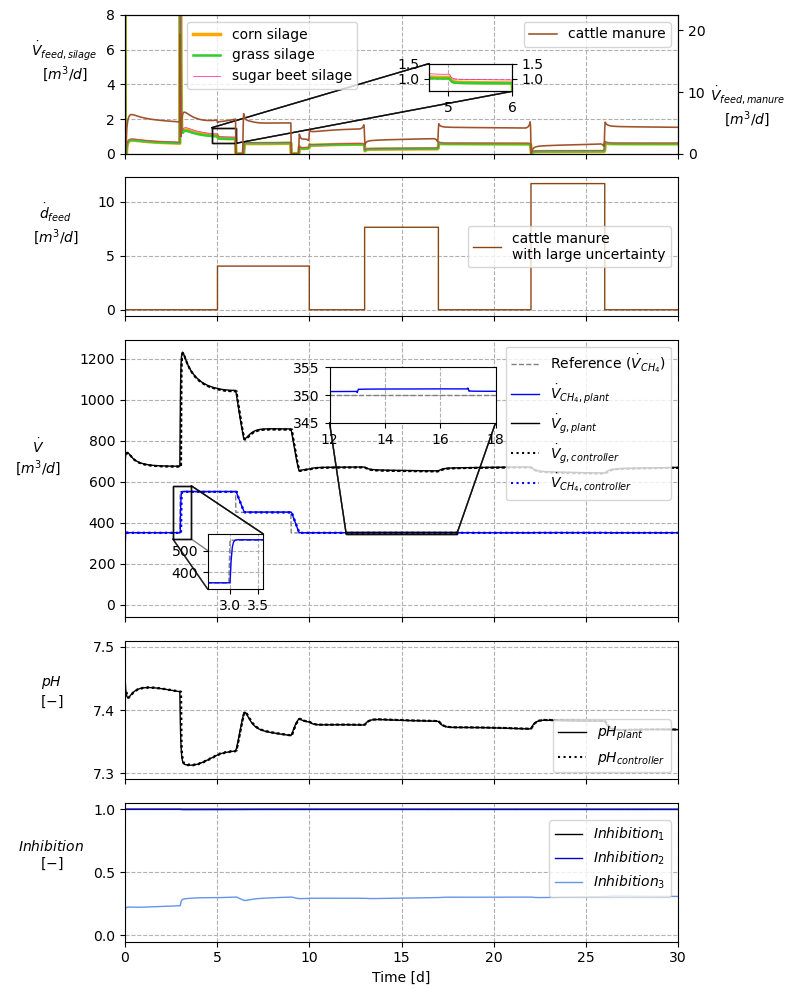 8
6
4
2
0
V̇feed, silage
[m³/d]
corn silage
grass silage
sugar beet silage
cattle manure
1.5
1.0
1.5
1.0
5
6
20
10
0
V̇feed, manure
[m³/d]
10
5
0
ḋfeed
[m³/d]
cattle manure
with large uncertainty
1200
1000
800
600
400
200
0
V̇
[m³/d]
355
350
345
12
14
16
18
500
400
3.0
3.5
Reference (V̇CH₄)
V̇CH₄, plant
V̇g, plant
V̇g, controller
V̇CH₄, controller
7.5
7.4
7.3
pH
[−]
pHplant
pHcontroller
1.0
0.5
0.0
Inhibition
[−]
Inhibition₁
Inhibition₂
Inhibition₃
0
5
10
15
20
25
30
Time [d]